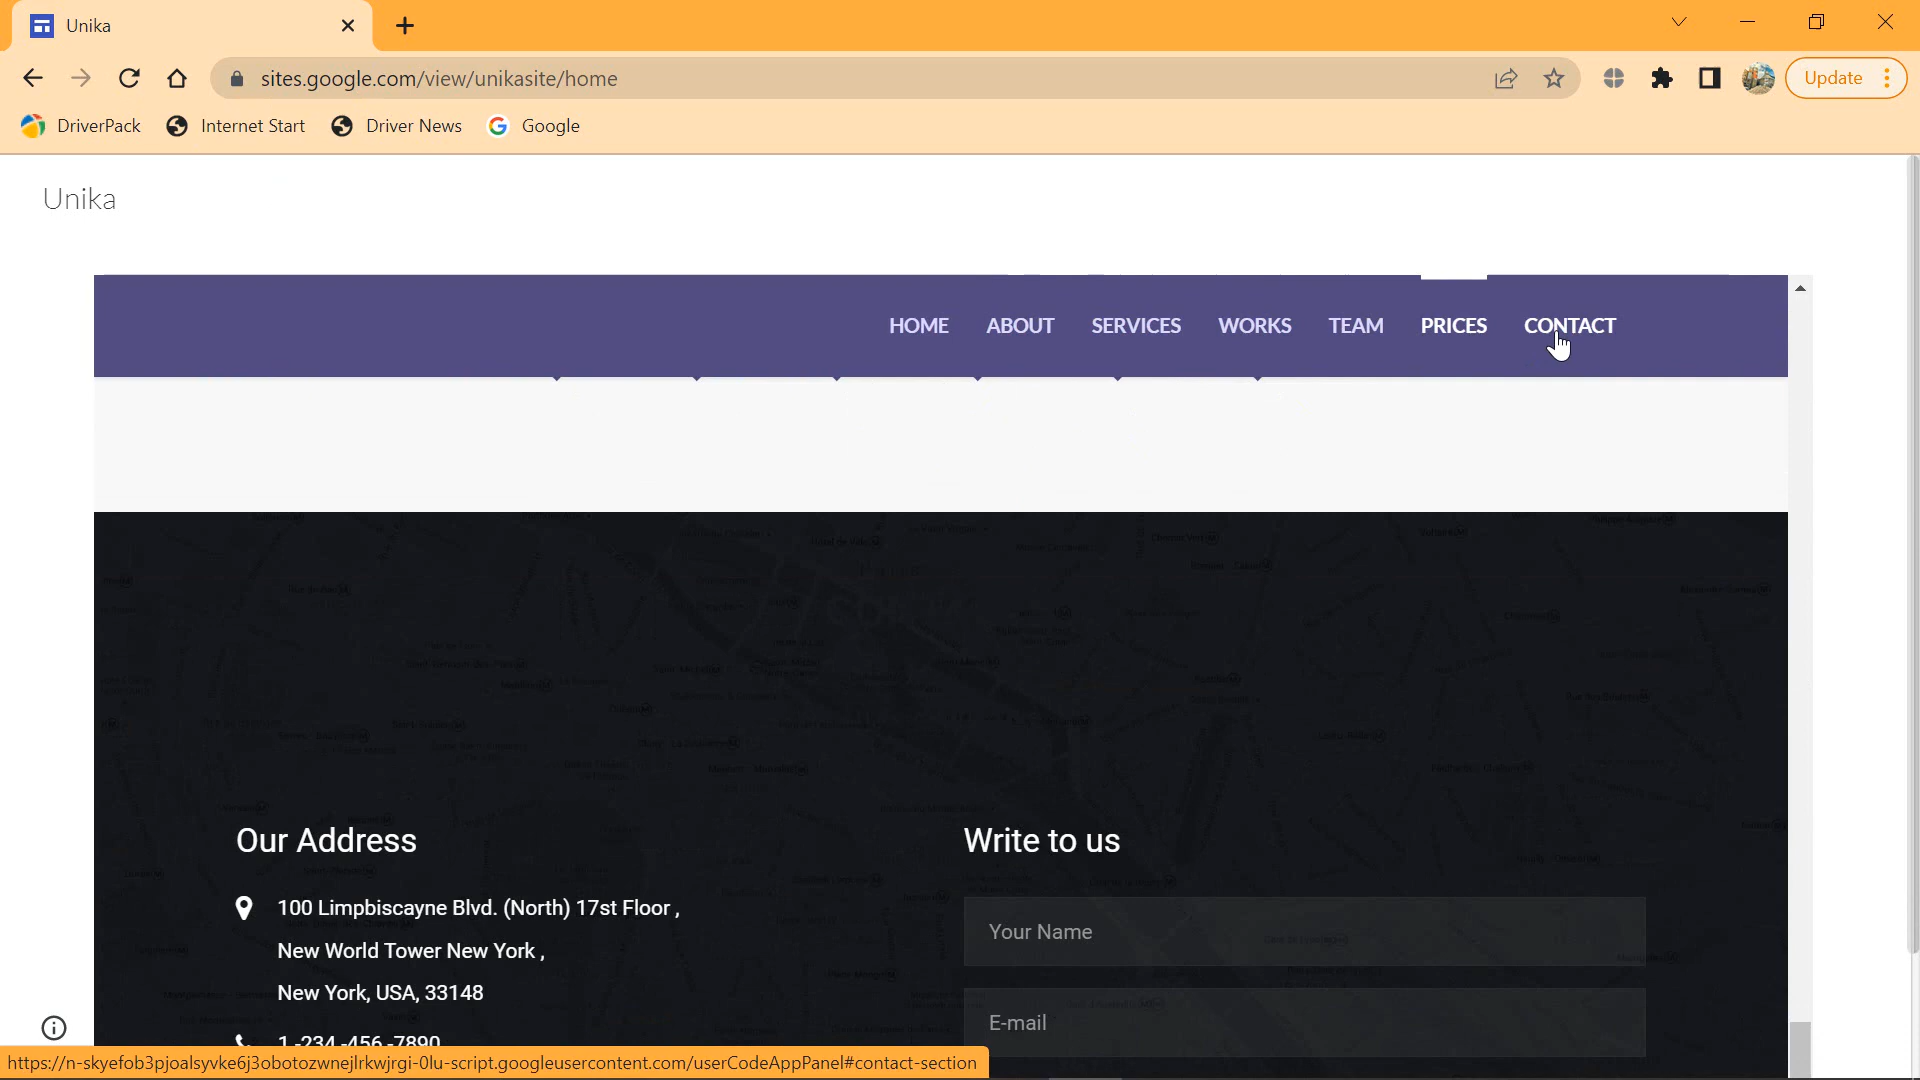 Unika
sites.google.com/view/unikasite/home
Update
DriverPack
Internet Start
Driver News
Google
Unika
HOME
ABOUT
SERVICES
WORKS
TEAM
PRICES
CONTACT
Our Address
100 Limpbiscayne Blvd. (North) 17st Floor ,
New World Tower New York ,
New York, USA, 33148
1 -234 -456 -7890
Write to us
Your Name
E-mail
https://n-skyefob3pjoalsyvke6j3obotozwnejlrkwjrgi-0lu-script.googleusercontent.com/userCodeAppPanel#contact-section